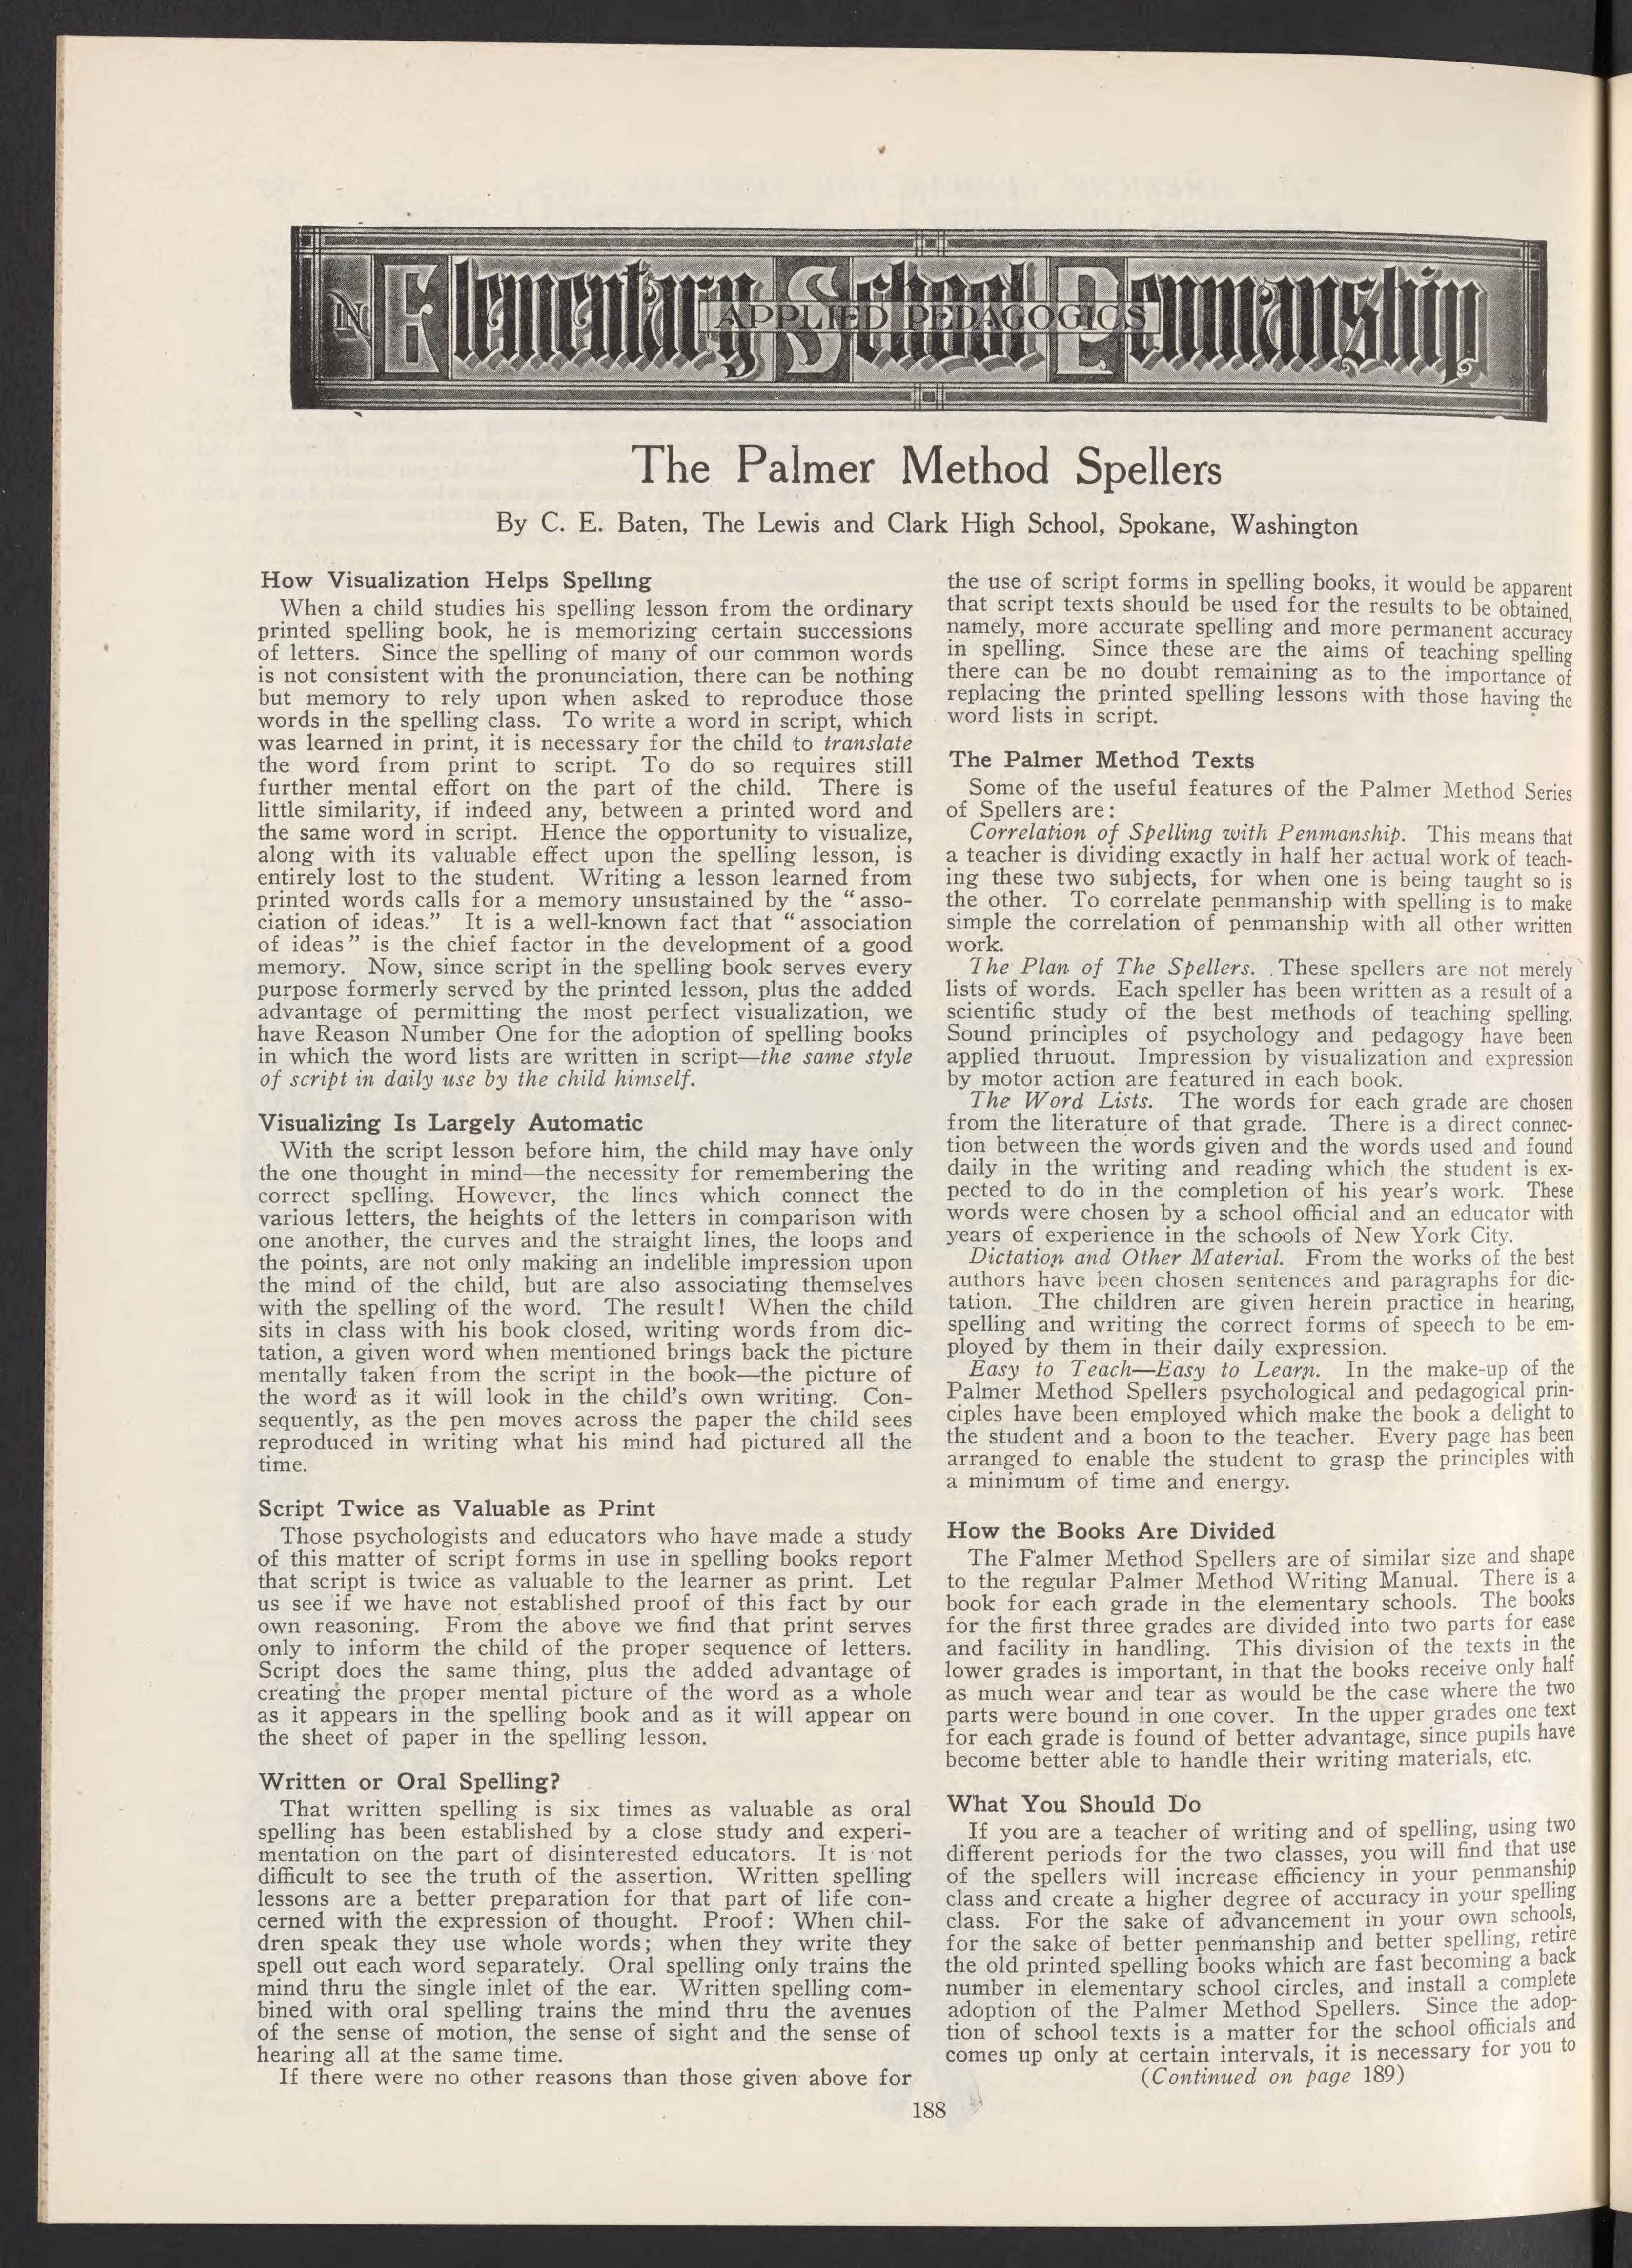 IN Elementary School Penmanship
APPLIED PEDAGOGICS
The Palmer Method Spellers
By C. E. Baten, The Lewis and Clark High School, Spokane, Washington
How Visualization Helps Spelling
When a child studies his spelling lesson from the ordinary
printed spelling book, he is memorizing certain successions
of letters. Since the spelling of many of our common words
is not consistent with the pronunciation, there can be nothing
but memory to rely upon when asked to reproduce those
words in the spelling class. To write a word in script, which
was learned in print, it is necessary for the child to translate
the word from print to script. To do so requires still
further mental effort on the part of the child. There is
little similarity, if indeed any, between a printed word and
the same word in script. Hence the opportunity to visualize,
along with its valuable effect upon the spelling lesson, is
entirely lost to the student. Writing a lesson learned from
printed words calls for a memory unsustained by the “ asso-
ciation of ideas.” It is a well-known fact that “ association
of ideas ” is the chief factor in the development of a good
memory. Now, since script in the spelling book serves every
purpose formerly served by the printed lesson, plus the added
advantage of permitting the most perfect visualization, we
have Reason Number One for the adoption of spelling books
in which the word lists are written in script—the same style
of script in daily use by the child himself.
Visualizing Is Largely Automatic
With the script lesson before him, the child may have only
the one thought in mind—the necessity for remembering the
correct spelling. However, the lines which connect the
various letters, the heights of the letters in comparison with
one another, the curves and the straight lines, the loops and
the points, are not only making an indelible impression upon
the mind of the child, but are also associating themselves
with the spelling of the word. The result! When the child
sits in class with his book closed, writing words from dic-
tation, a given word when mentioned brings back the picture
mentally taken from the script in the book—the picture of
the word as it will look in the child's own writing. Con-
sequently, as the pen moves across the paper the child sees
reproduced in writing what his mind had pictured all the
time.
Script Twice as Valuable as Print
Those psychologists and educators who have made a study
of this matter of script forms in use in spelling books report
that script is twice as valuable to the learner as print. Let
us see if we have not established proof of this fact by our
own reasoning. From the above we find that print serves
only to inform the child of the proper sequence of letters.
Script does the same thing, plus the added advantage of
creating the proper mental picture of the word as a whole
as it appears in the spelling book and as it will appear on
the sheet of paper in the spelling lesson.
Written or Oral Spelling?
That written spelling is six times as valuable as oral
spelling has been established by a close study and experi-
mentation on the part of disinterested educators. It is not
difficult to see the truth of the assertion. Written spelling
lessons are a better preparation for that part of life con-
cerned with the expression of thought. Proof: When chil-
dren speak they use whole words; when they write they
spell out each word separately. Oral spelling only trains the
mind thru the single inlet of the ear. Written spelling com-
bined with oral spelling trains the mind thru the avenues
of the sense of motion, the sense of sight and the sense of
hearing all at the same time.
If there were no other reasons than those given above for
the use of script forms in spelling books, it would be apparent
that script texts should be used for the results to be obtained,
namely, more accurate spelling and more permanent accuracy
in spelling. Since these are the aims of teaching spelling
there can be no doubt remaining as to the importance of
replacing the printed spelling lessons with those having the
word lists in script.
The Palmer Method Texts
Some of the useful features of the Palmer Method Series
of Spellers are:
Correlation of Spelling with Penmanship. This means that
a teacher is dividing exactly in half her actual work of teach-
ing these two subjects, for when one is being taught so is
the other. To correlate penmanship with spelling is to make
simple the correlation of penmanship with all other written
work.
The Plan of The Spellers. These spellers are not merely
lists of words. Each speller has been written as a result of a
scientific study of the best methods of teaching spelling.
Sound principles of psychology and pedagogy have been
applied thruout. Impression by visualization and expression
by motor action are featured in each book.
The Word Lists. The words for each grade are chosen
from the literature of that grade. There is a direct connec-
tion between the words given and the words used and found
daily in the writing and reading which the student is ex-
pected to do in the completion of his year's work. These
words were chosen by a school official and an educator with
years of experience in the schools of New York City.
Dictation and Other Material. From the works of the best
authors have been chosen sentences and paragraphs for dic-
tation. The children are given herein practice in hearing,
spelling and writing the correct forms of speech to be em-
ployed by them in their daily expression.
Easy to Teach—Easy to Learn. In the make-up of the
Palmer Method Spellers psychological and pedagogical prin-
ciples have been employed which make the book a delight to
the student and a boon to the teacher. Every page has been
arranged to enable the student to grasp the principles with
a minimum of time and energy.
How the Books Are Divided
The Palmer Method Spellers are of similar size and shape
to the regular Palmer Method Writing Manual. There is a
book for each grade in the elementary schools. The books
for the first three grades are divided into two parts for ease
and facility in handling. This division of the texts in the
lower grades is important, in that the books receive only half
as much wear and tear as would be the case where the two
parts were bound in one cover. In the upper grades one text
for each grade is found of better advantage, since pupils have
become better able to handle their writing materials, etc.
What You Should Do
If you are a teacher of writing and of spelling, using two
different periods for the two classes, you will find that use
of the spellers will increase efficiency in your penmanship
class and create a higher degree of accuracy in your spelling
class. For the sake of advancement in your own schools,
for the sake of better penmanship and better spelling, retire
the old printed spelling books which are fast becoming a back
number in elementary school circles, and install a complete
adoption of the Palmer Method Spellers. Since the adop-
tion of school texts is a matter for the school officials and
comes up only at certain intervals, it is necessary for you to
(Continued on page 189)
188